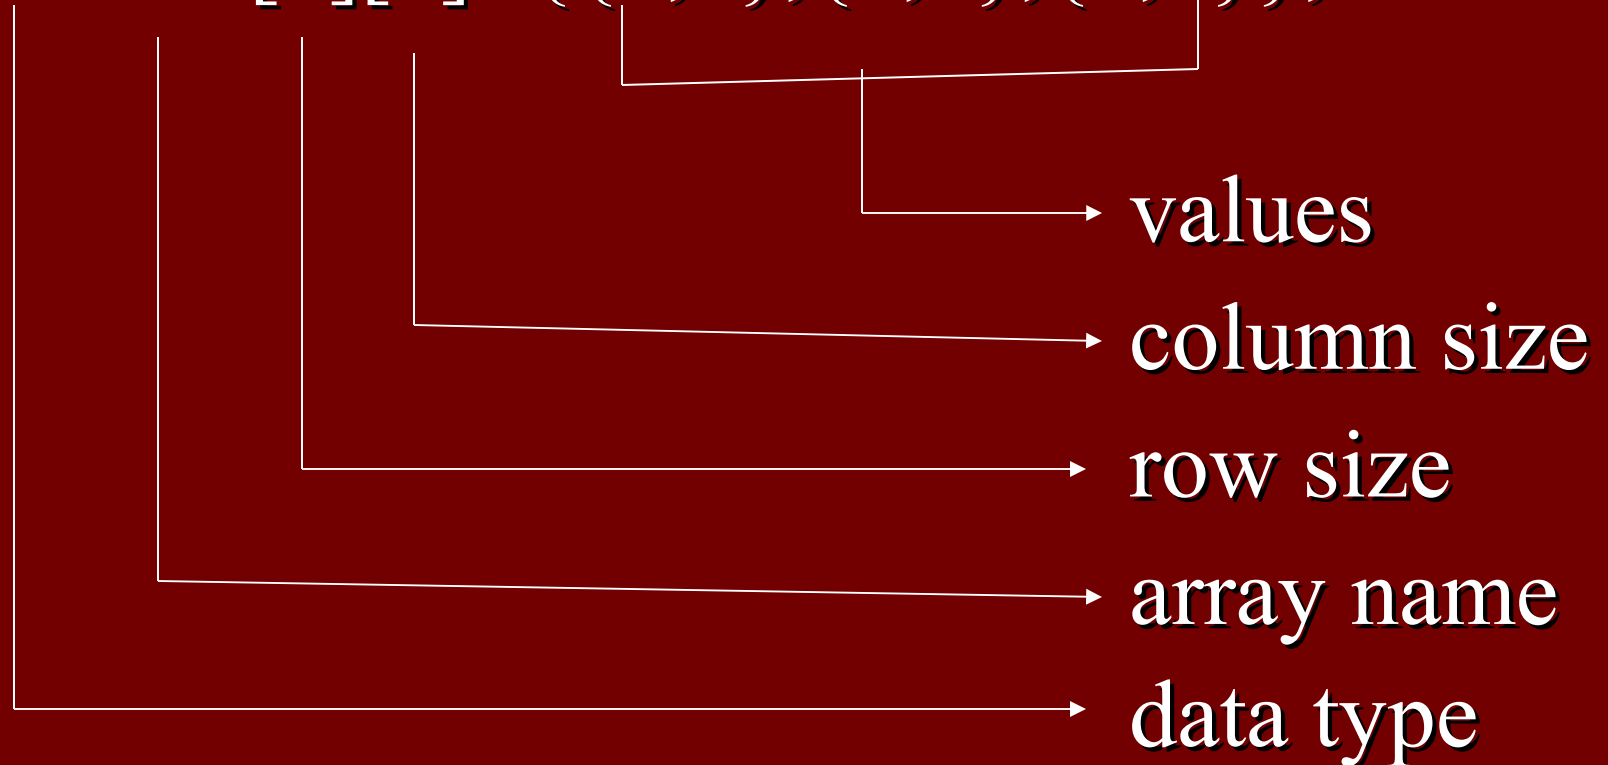 values
column size
row size
array name
data type